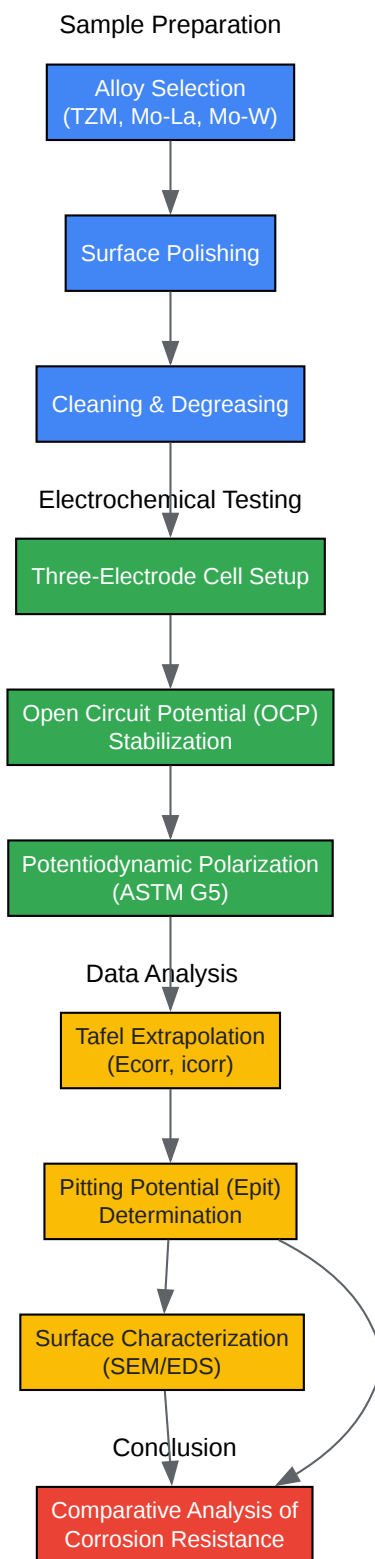 Sample Preparation
Alloy Selection
(TZM, Mo-La, Mo-W)
Surface Polishing
Cleaning & Degreasing
Electrochemical Testing
Three-Electrode Cell Setup
Open Circuit Potential (OCP)
Stabilization
Potentiodynamic Polarization
(ASTM G5)
Data Analysis
Tafel Extrapolation
(Ecorr, icorr)
Pitting Potential (Epit)
Determination
Surface Characterization
(SEM/EDS)
Conclusion
Comparative Analysis of
Corrosion Resistance